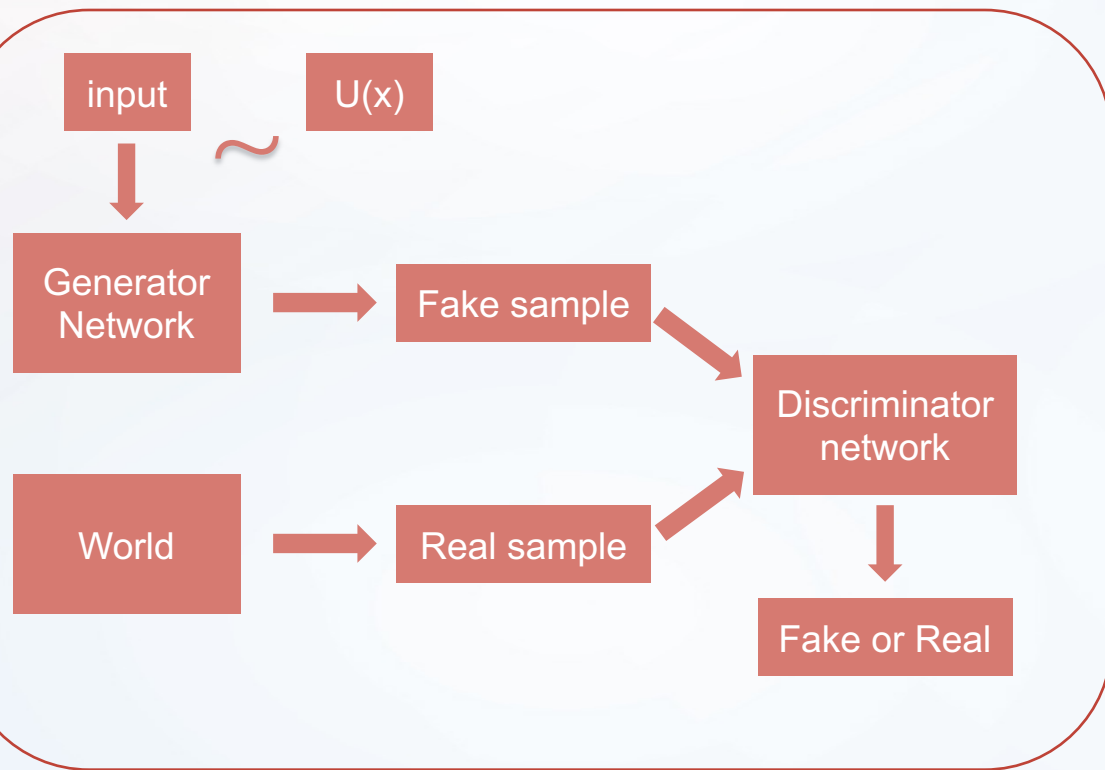 input
~
U(x)
Generator
Network
Fake sample
Discriminator
network
World
Real sample
Fake or Real